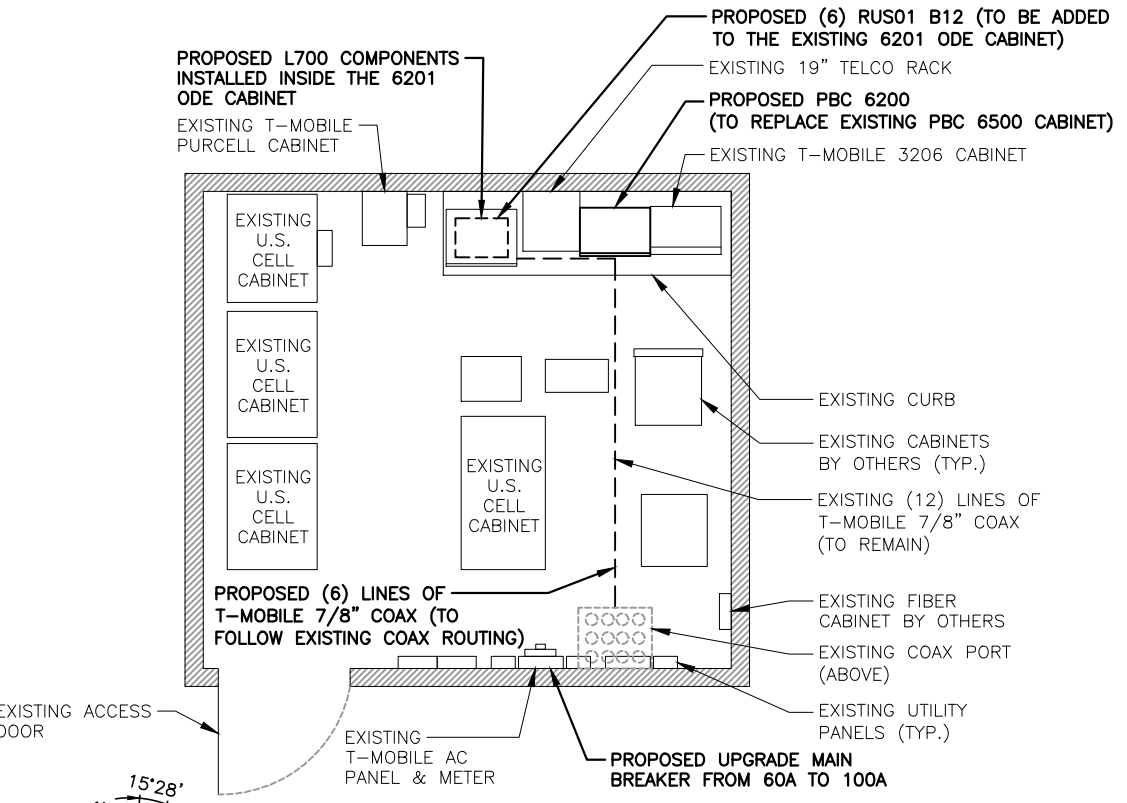 PROPOSED (6) RUS01 B12 (TO BE ADDED
TO THE EXISTING 6201 ODE CABINET)
PROPOSED L700 COMPONENTS
INSTALLED INSIDE THE 6201
ODE CABINET
EXISTING 19" TELCO RACK
PROPOSED PBC 6200
(TO REPLACE EXISTING PBC 6500 CABINET)
EXISTING T-MOBILE
PURCELL CABINET
EXISTING T-MOBILE 3206 CABINET
EXISTING
U.S.
CELL
CABINET
EXISTING
U.S.
CELL
CABINET
EXISTING
U.S.
CELL
CABINET
EXISTING
U.S.
CELL
CABINET
EXISTING CURB
EXISTING CABINETS
BY OTHERS (TYP.)
EXISTING (12) LINES OF
T-MOBILE 7/8" COAX
(TO REMAIN)
PROPOSED (6) LINES OF
T-MOBILE 7/8" COAX (TO
FOLLOW EXISTING COAX ROUTING)
EXISTING FIBER
CABINET BY OTHERS
EXISTING COAX PORT
(ABOVE)
EXISTING UTILITY
PANELS (TYP.)
EXISTING ACCESS
DOOR
EXISTING
T-MOBILE AC
PANEL & METER
PROPOSED UPGRADE MAIN
BREAKER FROM 60A TO 100A
15°28'